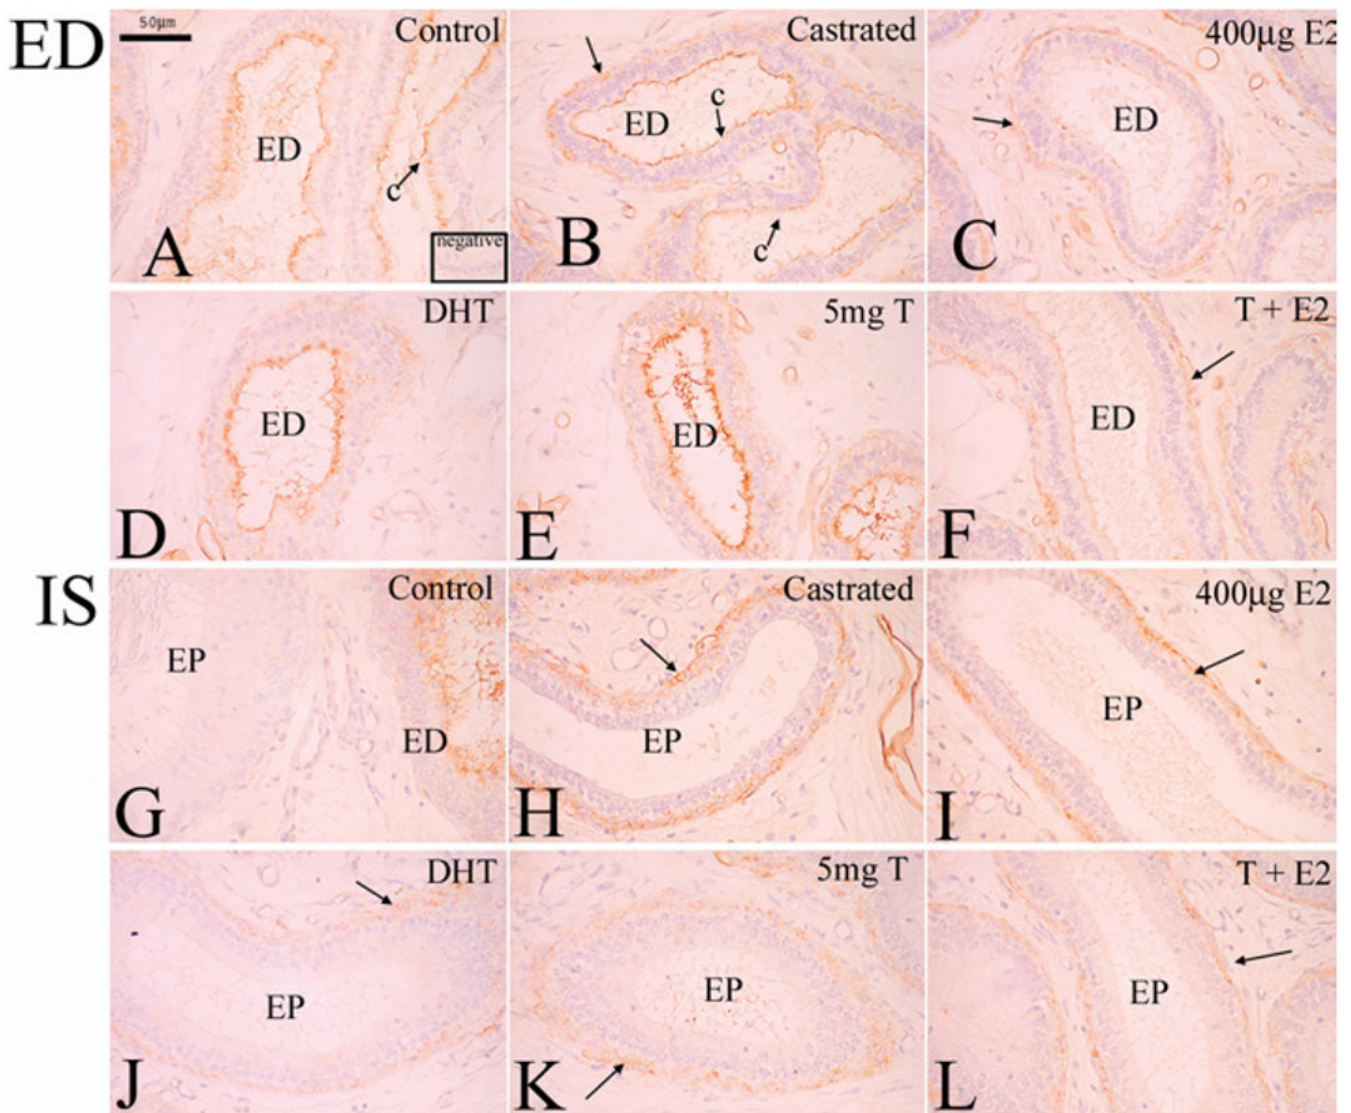 ED
50µm
Control
ED
c
A
negative
Castrated
ED
c
c
B
400µg E2
ED
C
DHT
ED
D
5mg T
ED
E
T + E2
ED
F
IS
Control
EP
ED
G
Castrated
EP
H
400µg E2
EP
I
DHT
EP
J
5mg T
EP
K
T + E2
EP
L